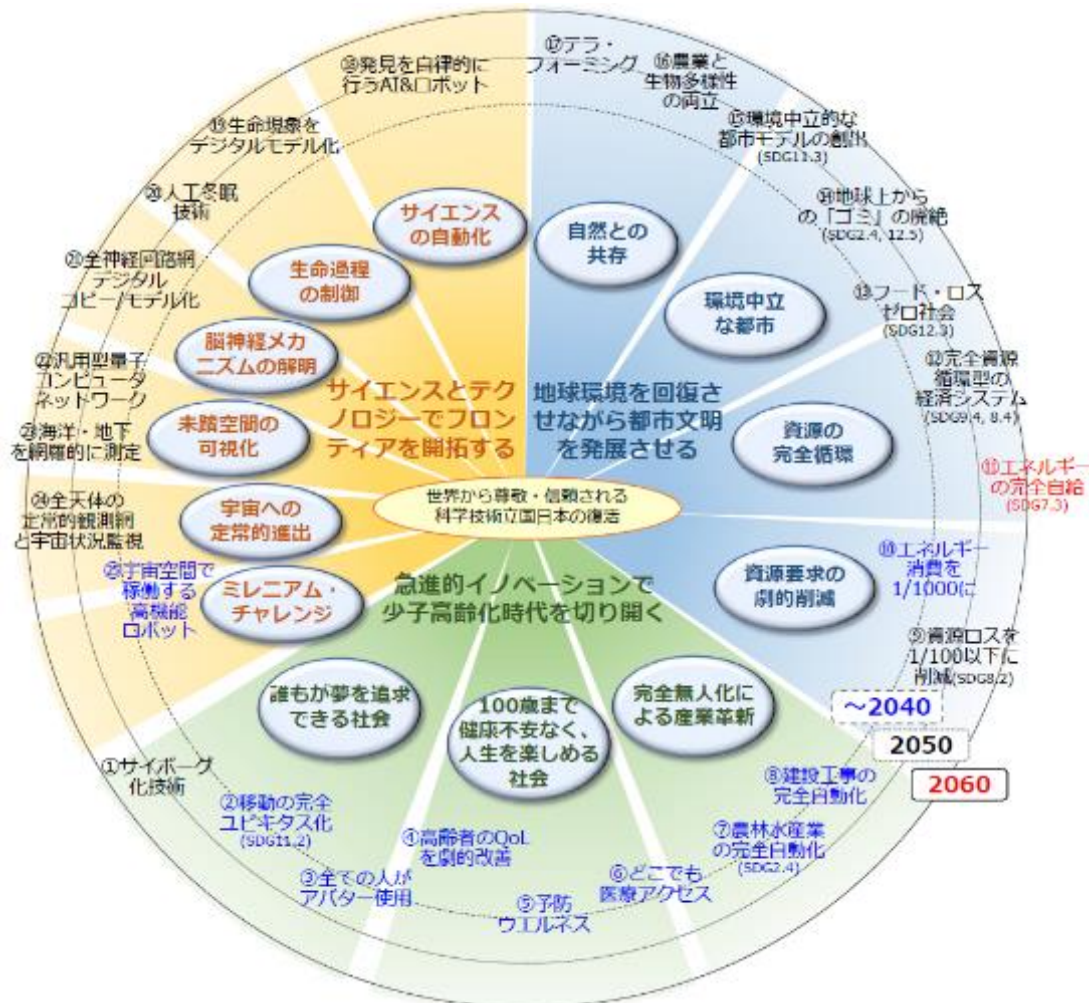 ⑰テラ・
フォーミング
⑯農業と
生物多様性
の両立
⑱発見を自律的に
行うAI&ロボット
⑮環境中立的な
都市モデルの創出
(SDG11.3)
⑲生命現象を
デジタルモデル化
⑭地球上から
の「ゴミ」の廃絶
(SDG2.4, 12.5)
⑳人工冬眠
技術
サイエンス
の自動化
自然との
共存
㉑全神経回路網
デジタル
コピー/モデル化
生命過程
の制御
環境中立
な都市
⑬フード・ロス
ゼロ社会
(SDG12.3)
㉒汎用型量子
コンピュータ
ネットワーク
脳神経メカ
ニズムの解明
⑫完全資源
循環型の
経済システム
(SDG9.4, 8.4)
サイエンスとテク
ノロジーでフロン
ティアを開拓する
地球環境を回復さ
せながら都市文明
を発展させる
㉓海洋・地下
を網羅的に測定
未踏空間の
可視化
資源の
完全循環
⑪エネルギー
の完全自給
(SDG7.3)
㉔全天体の
定常的観測網
と宇宙状況監視
宇宙への
定常的進出
世界から尊敬・信頼される
科学技術立国日本の復活
⑩エネルギー
消費を
1/1000に
㉕宇宙空間で
稼働する
高機能
ロボット
ミレニアム・
チャレンジ
急進的イノベーションで
少子高齢化時代を切り開く
資源要求の
劇的削減
⑨資源ロスを
1/100以下に
削減(SDG8.2)
誰もが夢を追求
できる社会
100歳まで
健康不安なく、
人生を楽しめる
社会
完全無人化に
よる産業革新
～2040
2050
2060
①サイボーグ
化技術
②移動の完全
ユビキタス化
(SDG11.2)
③全ての人が
アバター使用
④高齢者のQoL
を劇的改善
⑤予防
ウエルネス
⑥どこでも
医療アクセス
⑦農林水産業
の完全自動化
(SDG2.4)
⑧建設工事の
完全自動化